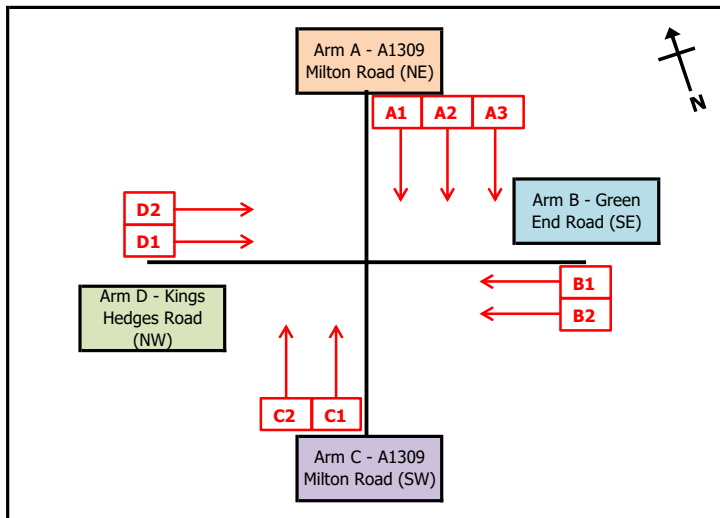 Arm A - A1309
Milton Road (NE)
N
A1 A2 A3
Arm B - Green
End Road (SE)
D2
D1
B1
B2
Arm D - Kings
Hedges Road
(NW)
C2 C1
Arm C - A1309
Milton Road (SW)